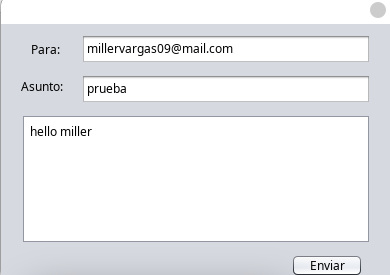 Para: millervargas09@mail.com
Asunto: prueba
hello miller
Enviar